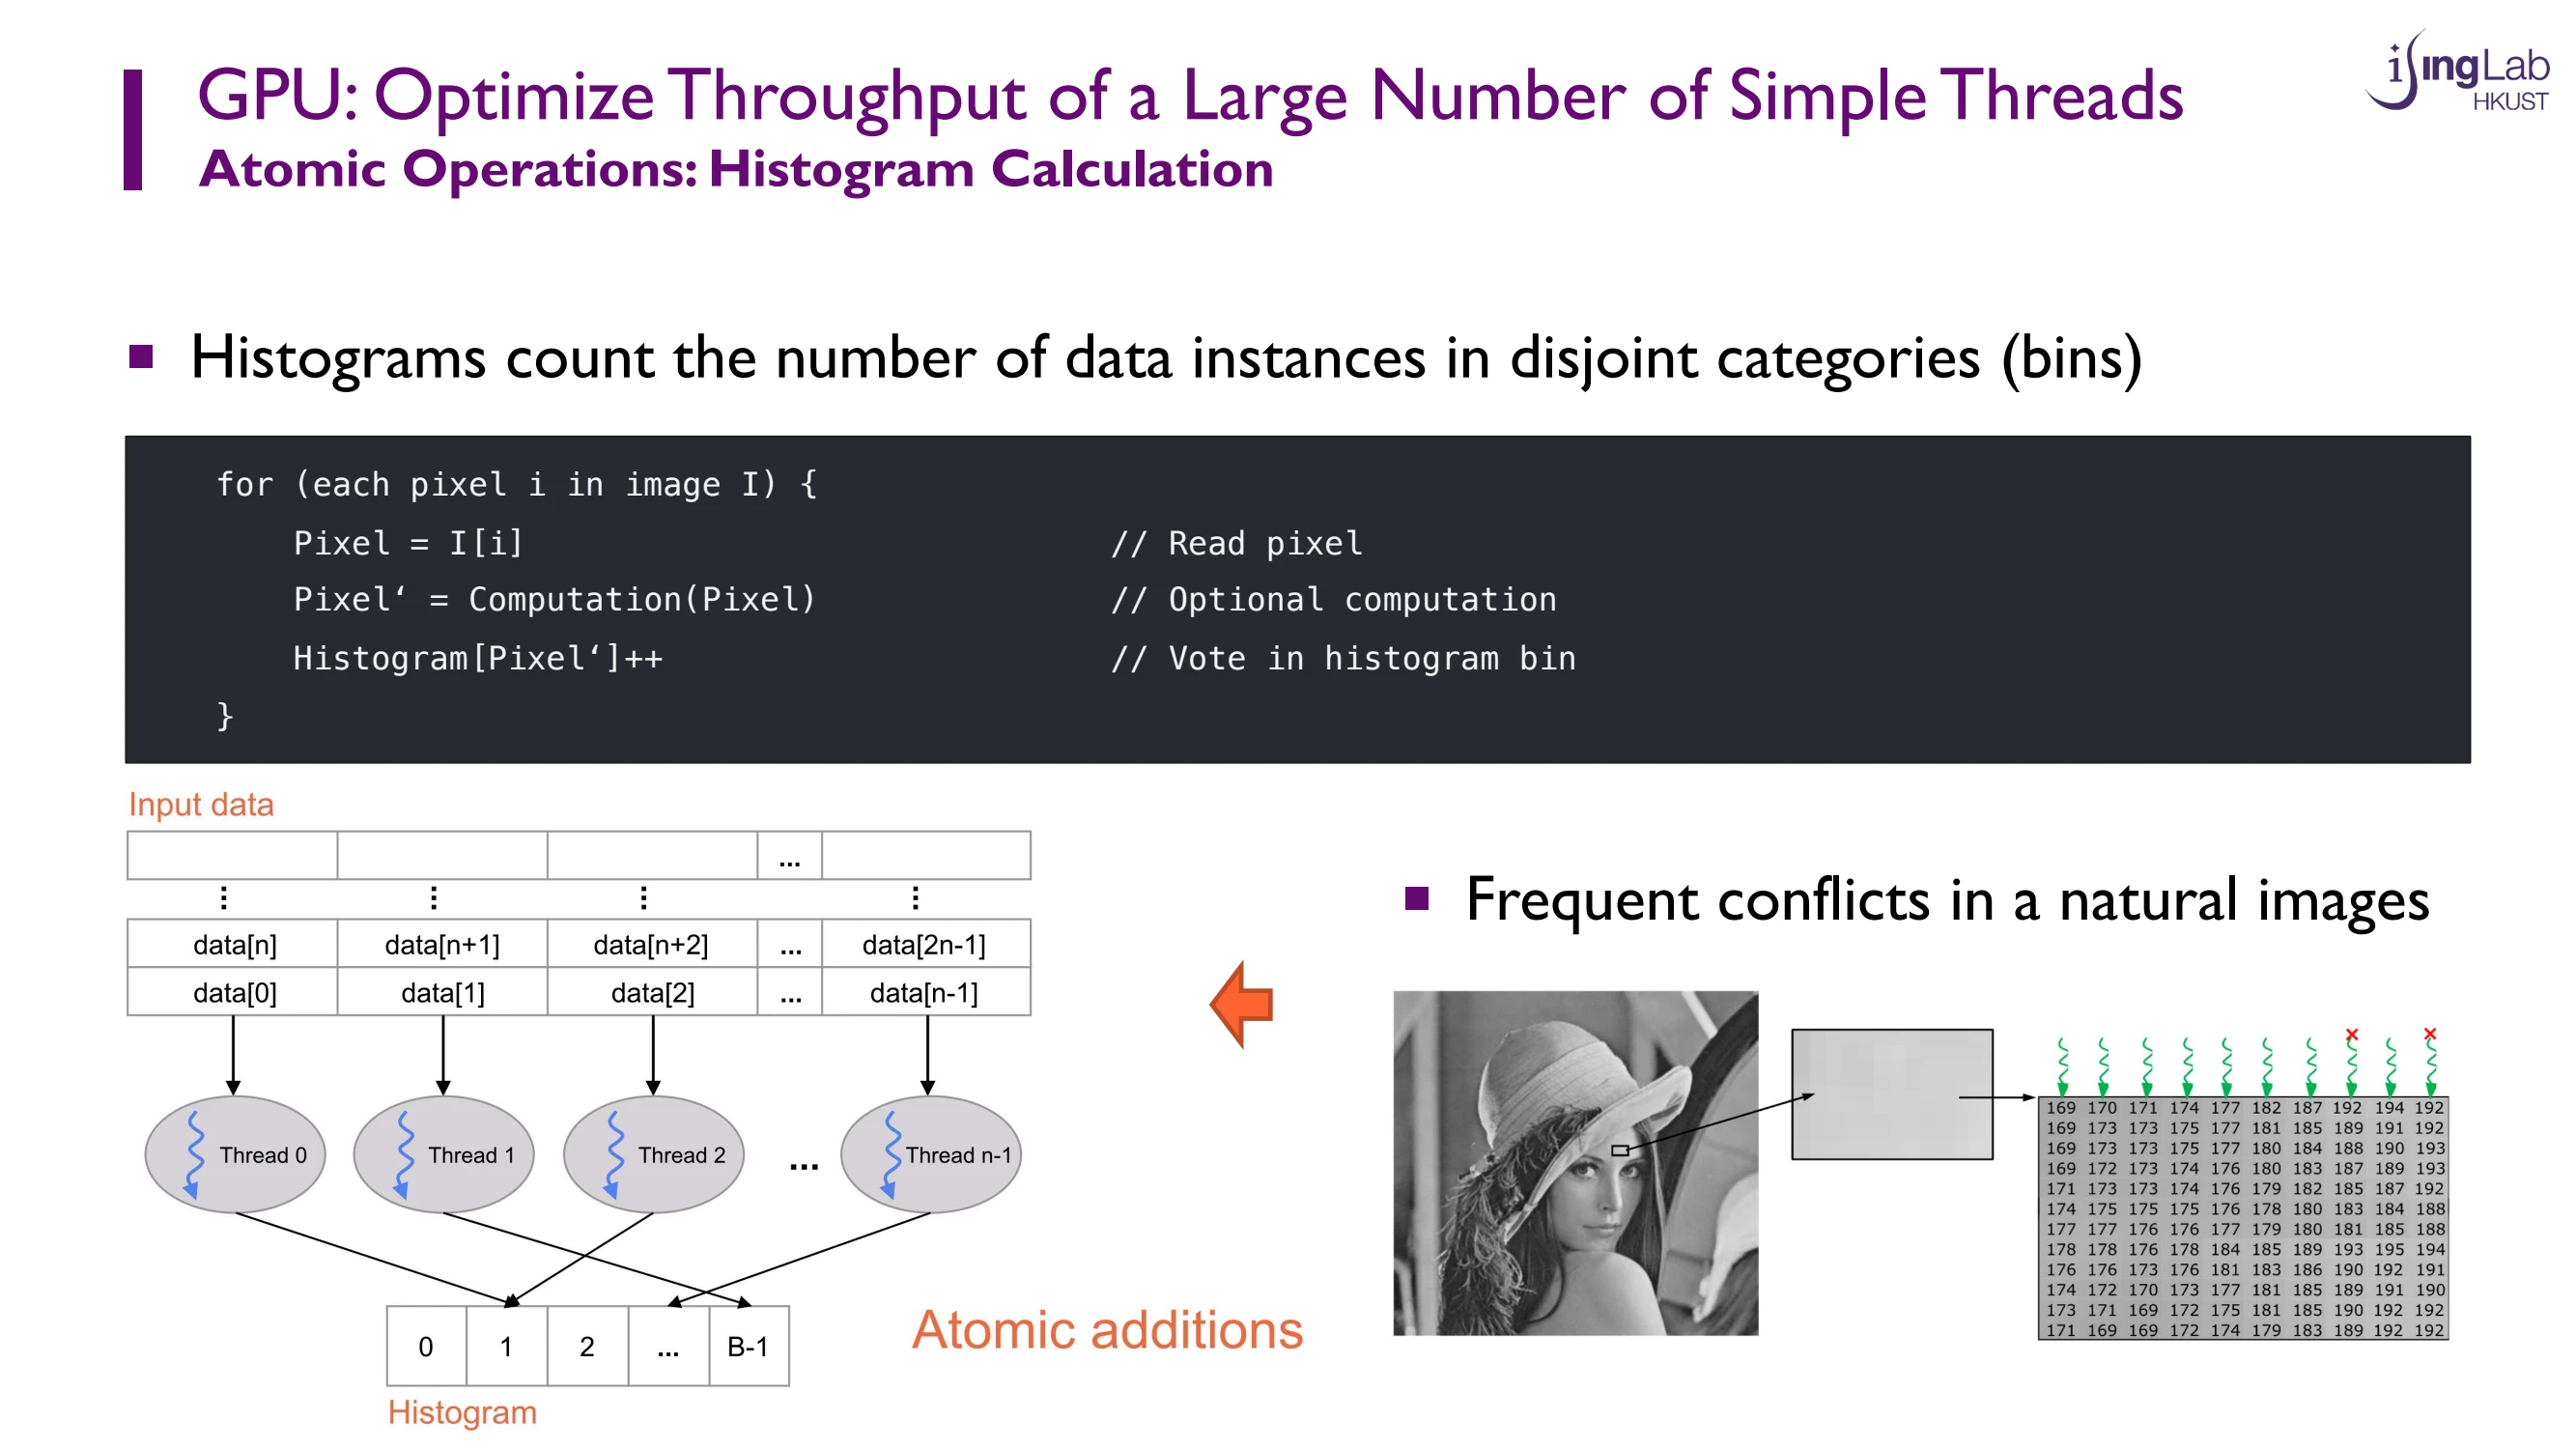 GPU: Optimize Throughput of a Large Number of Simple Threads
Atomic Operations: Histogram Calculation
iSingLab
HKUST
Histograms count the number of data instances in disjoint categories (bins)
for (each pixel i in image I) {
Pixel = I[i] // Read pixel
Pixel‘ = Computation(Pixel) // Optional computation
Histogram[Pixel‘]++ // Vote in histogram bin
}
Input data
...
data[n] data[n+1] data[n+2] ... data[2n-1]
data[0] data[1] data[2] ... data[n-1]
Thread 0 Thread 1 Thread 2 ... Thread n-1
0 1 2 ... B-1
Histogram
Atomic additions
Frequent conflicts in a natural images
169 170 171 174 177 182 187 192 194 192
169 173 173 175 177 181 185 189 191 192
169 173 173 175 177 180 184 188 190 193
169 172 173 174 176 180 183 187 189 193
171 173 173 174 176 179 182 185 187 192
174 175 175 175 176 178 180 183 184 188
177 177 176 176 177 179 180 181 185 188
178 178 176 178 184 185 189 193 195 194
176 176 173 176 181 183 186 190 192 191
174 172 170 173 177 181 185 189 191 190
173 171 169 172 175 181 185 190 192 192
171 169 169 172 174 179 183 189 192 192